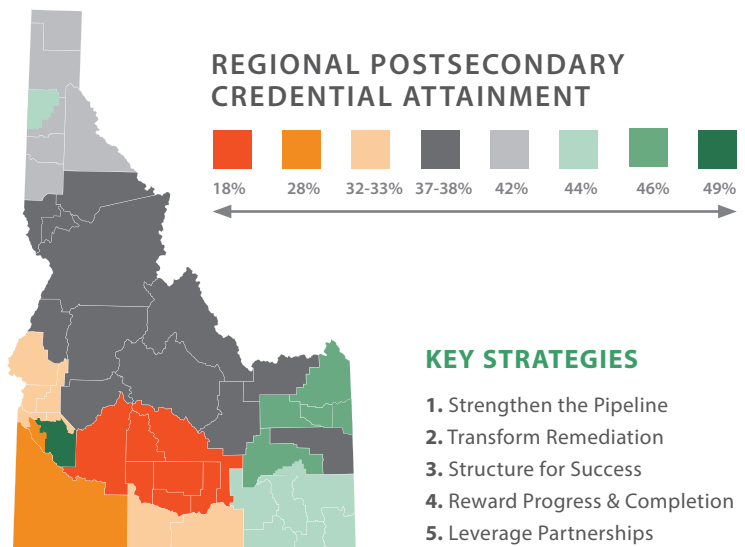 REGIONAL POSTSECONDARY
CREDENTIAL ATTAINMENT
18% 28% 32-33% 37-38% 42% 44% 46% 49%
KEY STRATEGIES
1. Strengthen the Pipeline
2. Transform Remediation
3. Structure for Success
4. Reward Progress & Completion
5. Leverage Partnerships